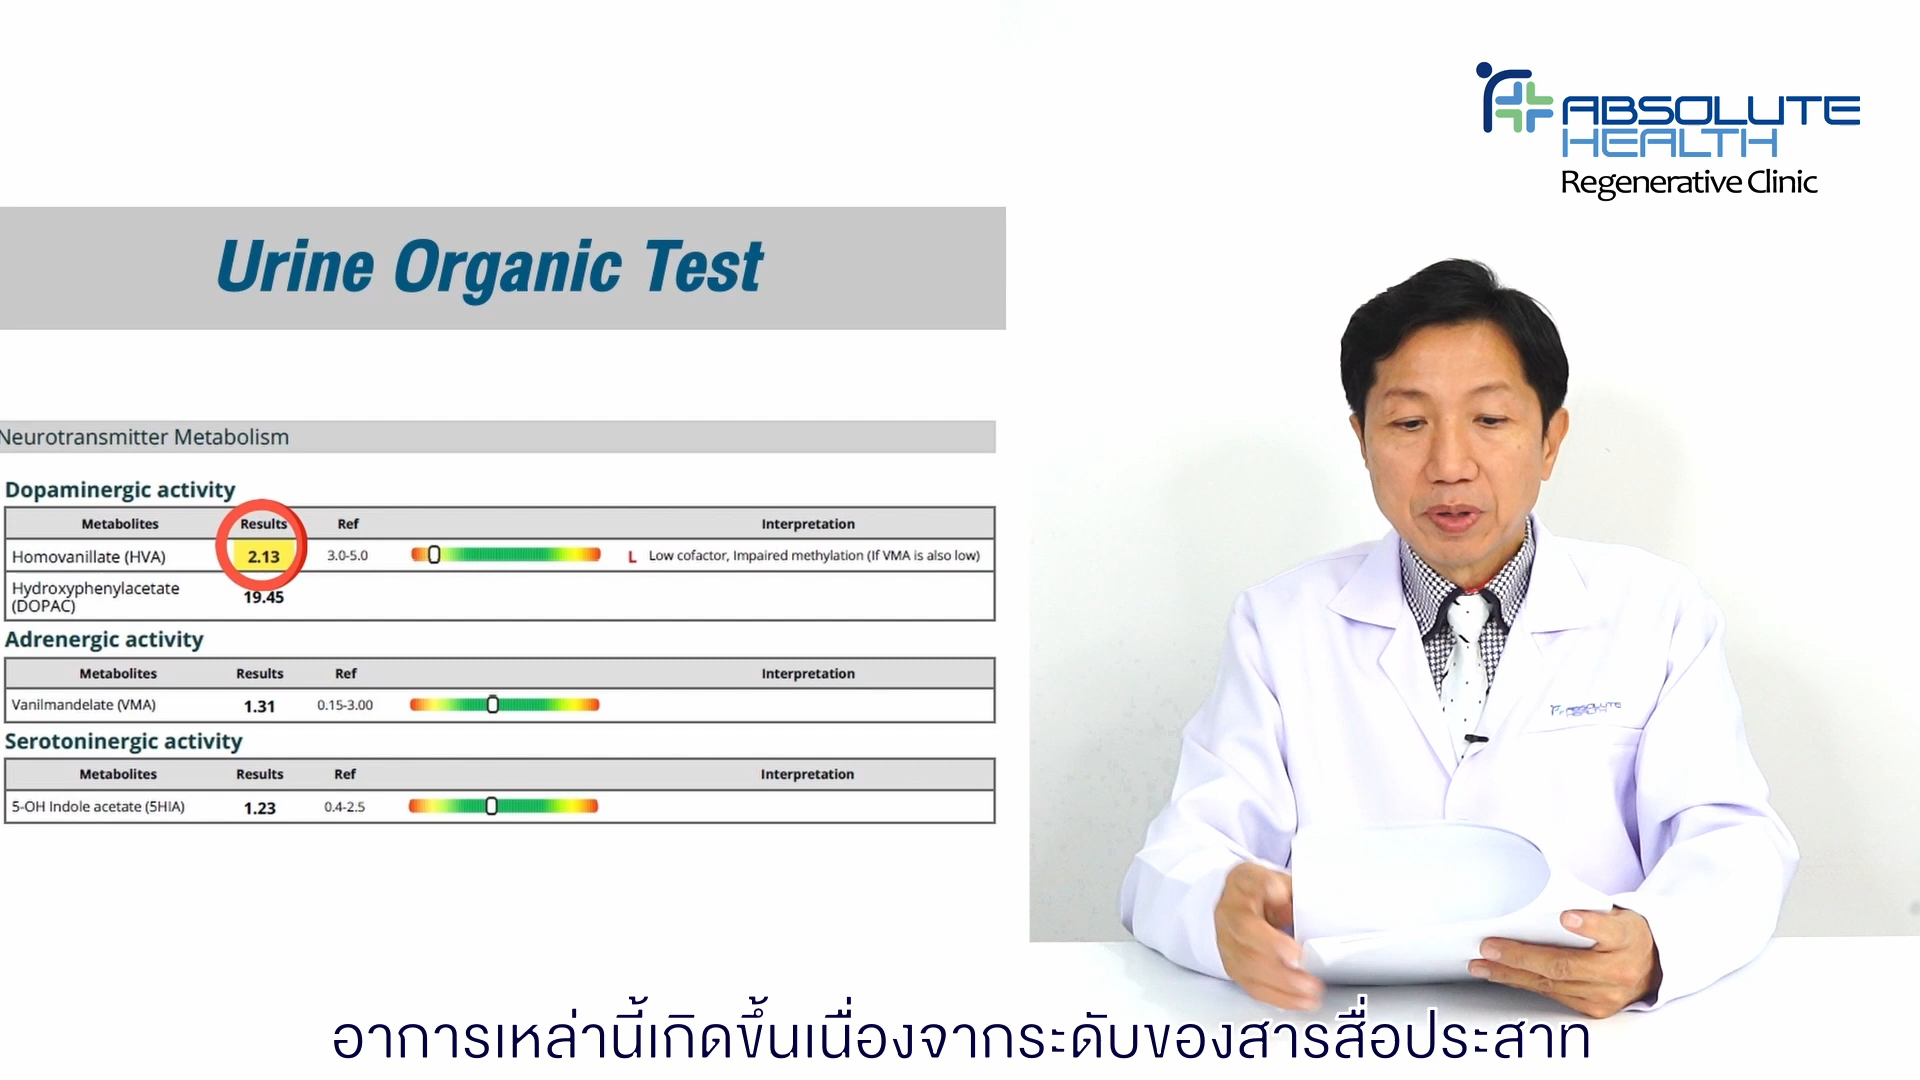 ABSOLUTE
HEALTH
Regenerative Clinic
Urine Organic Test
Neurotransmitter Metabolism
Dopaminergic activity
Metabolites Results Ref Interpretation
Homovanillate (HVA) 2.13 3.0-5.0 L Low cofactor, Impaired methylation (If VMA is also low)
Hydroxyphenylacetate
(DOPAC) 19.45
Adrenergic activity
Metabolites Results Ref Interpretation
Vanilmandelate (VMA) 1.31 0.15-3.00
Serotoninergic activity
Metabolites Results Ref Interpretation
5-OH Indole acetate (5HIA) 1.23 0.4-2.5
ABSOLUTE
HEALTH
อาการเหล่านี้เกิดขึ้นเนื่องจากระดับของสารสื่อประสาท